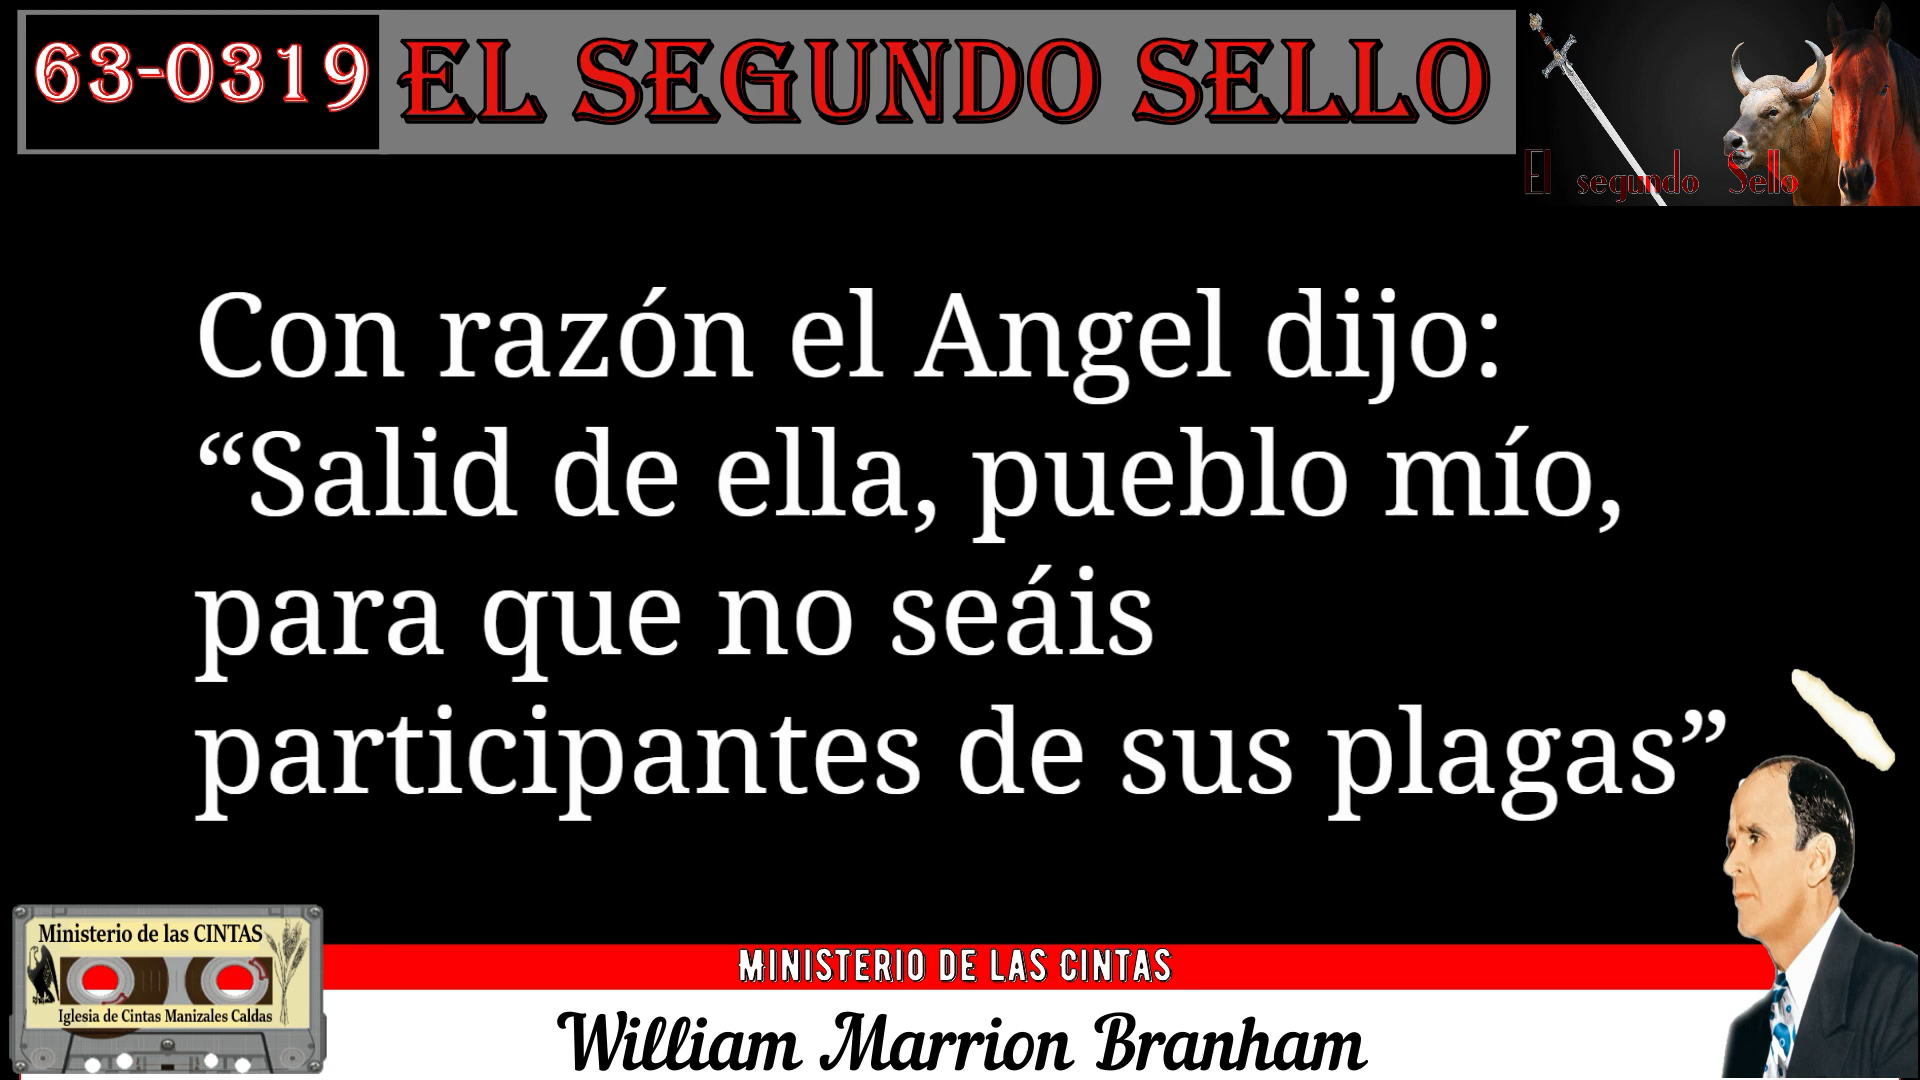 63-0319
EL SEGUNDO SELLO
El segundo Sello
Con razón el Angel dijo:
“Salid de ella, pueblo mío,
para que no seáis
participantes de sus plagas”
Ministerio de las CINTAS
Iglesia de Cintas Manizales Caldas
MINISTERIO DE LAS CINTAS
William Marrion Branham